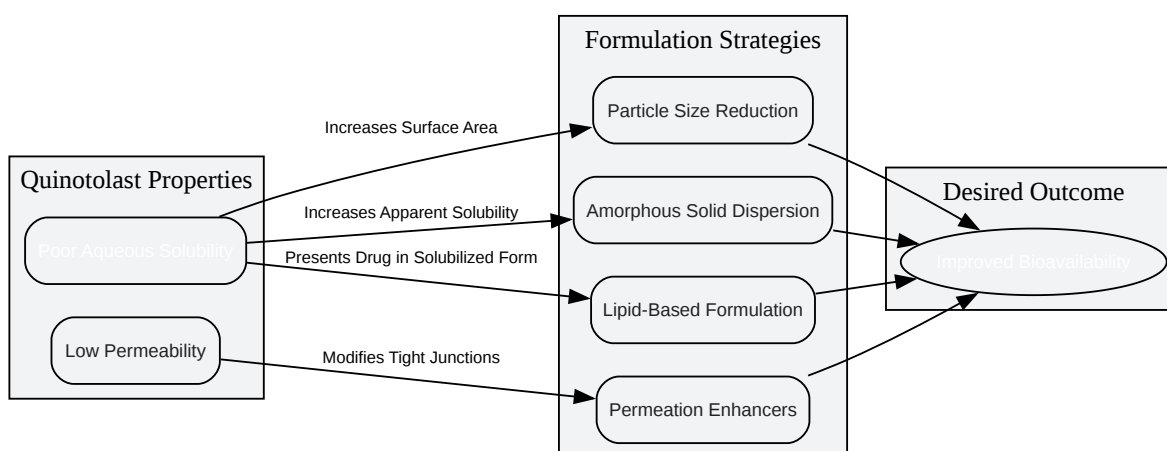 Formulation Strategies
Particle Size Reduction
Increases Surface Area
Quinotolast Properties
Desired Outcome
Poor Aqueous Solubility
Increases Apparent Solubility
Amorphous Solid Dispersion
Presents Drug in Solubilized Form
Improved Bioavailability
Lipid-Based Formulation
Low Permeability
Modifies Tight Junctions
Permeation Enhancers